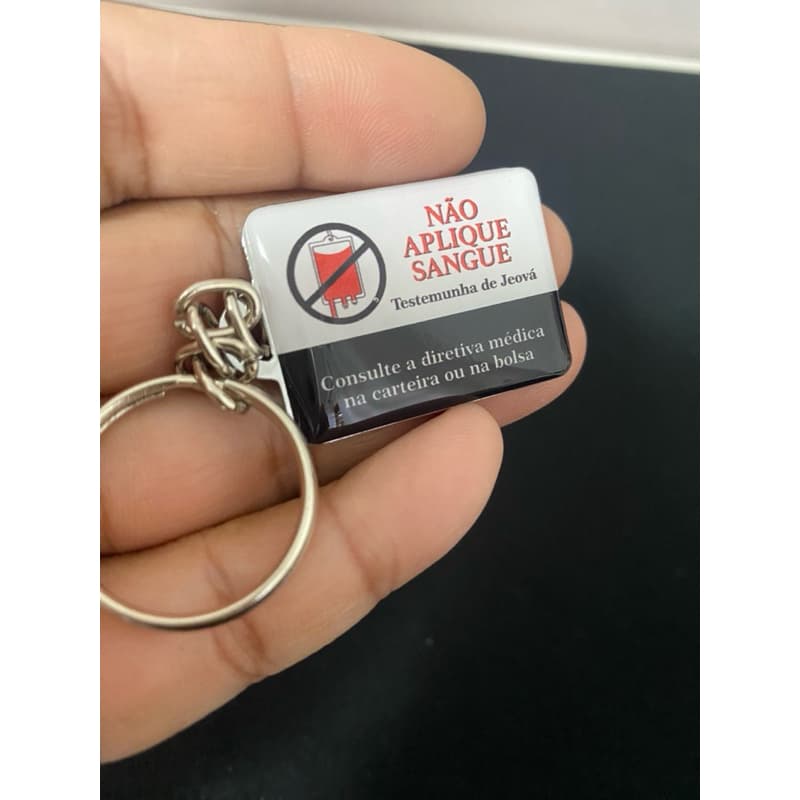 NÃO
APLIQUE
SANGUE
Testemunha de Jeová
Consulte a diretiva médica
na carteira ou na bolsa